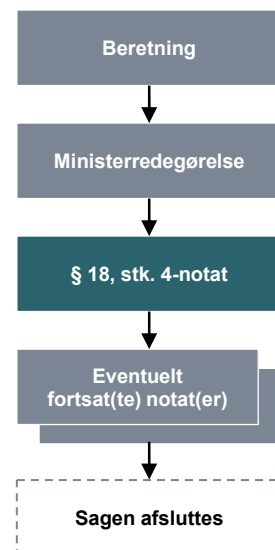 Beretning
Ministerredegørelse
§ 18, stk. 4-notat
Eventuelt
fortsat(te) notat(er)
Sagen afsluttes